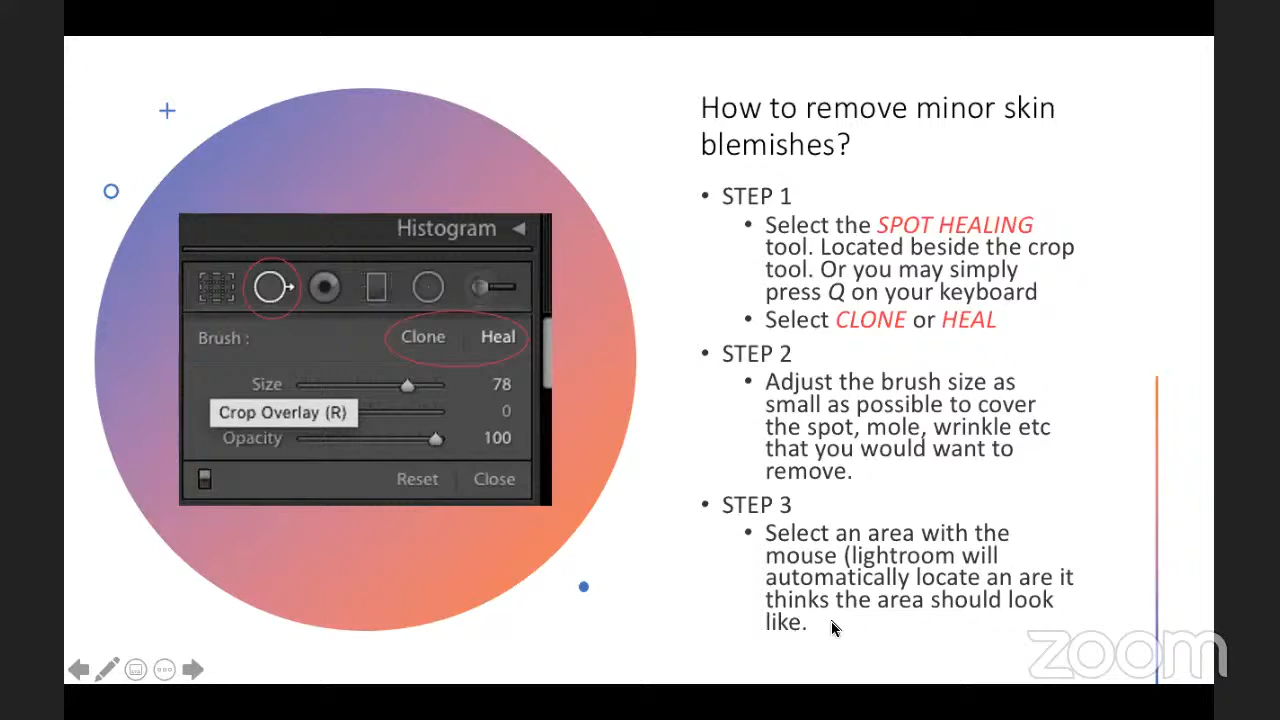 How to remove minor skin
blemishes?
• STEP 1
• Select the SPOT HEALING
tool. Located beside the crop
tool. Or you may simply
press Q on your keyboard
• Select CLONE or HEAL
• STEP 2
• Adjust the brush size as
small as possible to cover
the spot, mole, wrinkle etc
that you would want to
remove.
• STEP 3
• Select an area with the
mouse (lightroom will
automatically locate an are it
thinks the area should look
like.
Histogram
Brush : Clone Heal
Size 78
Crop Overlay (R) 0
Opacity 100
Reset Close
zoom